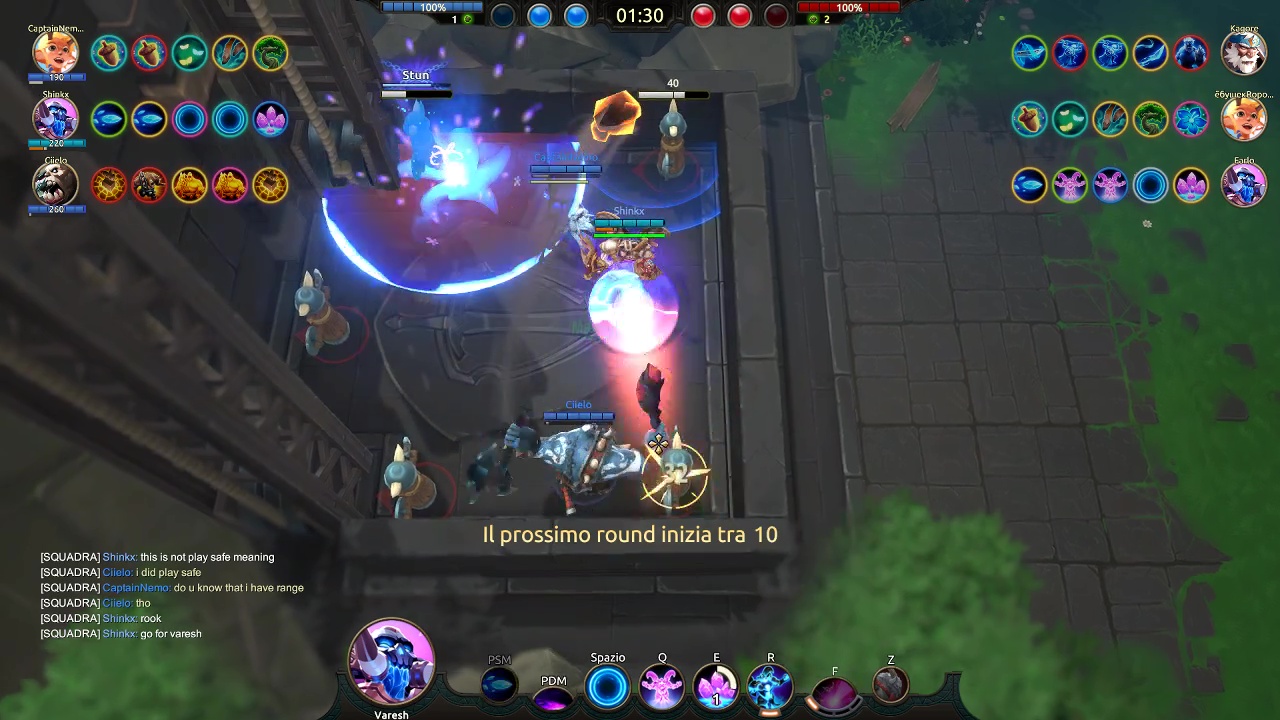 100%
1
01:30
100%
2
CaptainNem...
190
Shinkx
220
Ciielo
260
Kagore
Farlo
Stun
40
Shinkx
Ciielo
Il prossimo round inizia tra 10
[SQUADRA] Shinkx: this is not play safe meaning
[SQUADRA] Ciielo: i did play safe
[SQUADRA] CaptainNemo: do u know that i have range
[SQUADRA] Ciielo: tho
[SQUADRA] Shinkx: rook
[SQUADRA] Shinkx: go for varesh
PSM
PDM
Spazio
Q
E
R
F
Z
1
Varesh